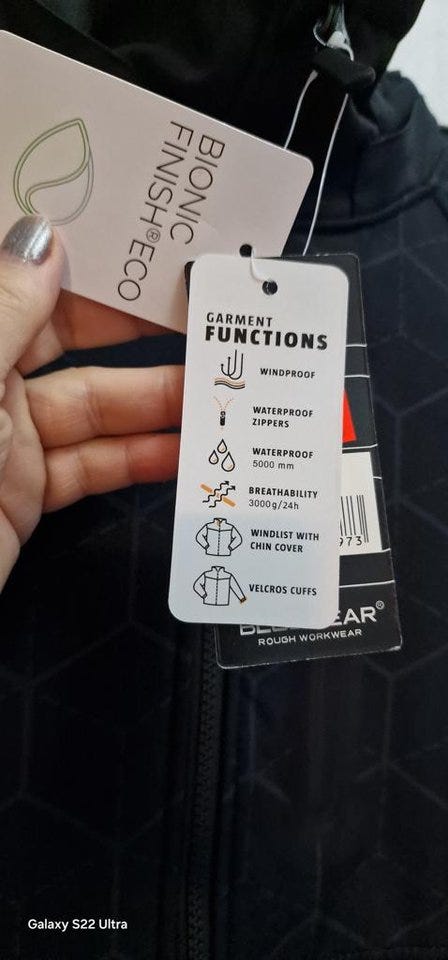 BIONIC
FINISH®ECO
GARMENT
FUNCTIONS
WINDPROOF
WATERPROOF
ZIPPERS
WATERPROOF
5000 mm
BREATHABILITY
3000g/24h
WINDLIST WITH
CHIN COVER
VELCROS CUFFS
973
ROUGH WORKWEAR
Galaxy S22 Ultra